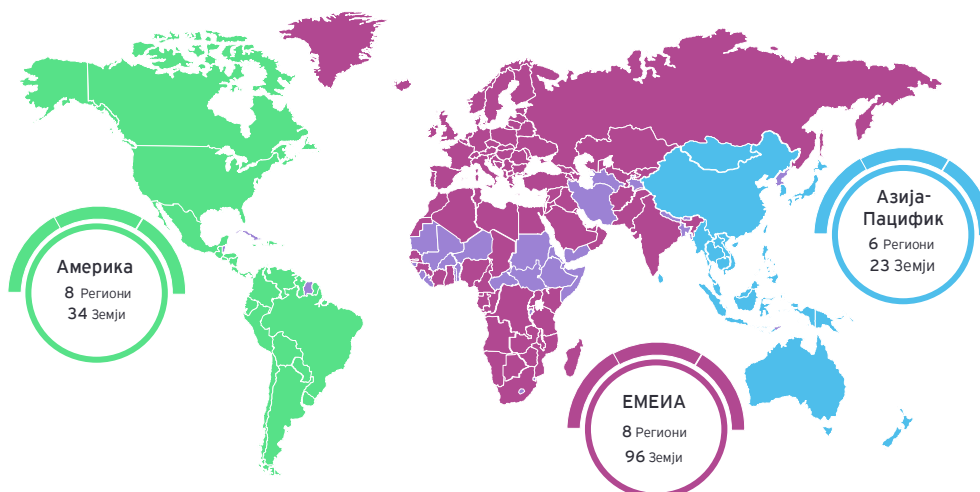 Америка
8 Региони
34 Земји
Азија-
Пацифик
6 Региони
23 Земји
ЕМЕИА
8 Региони
96 Земји